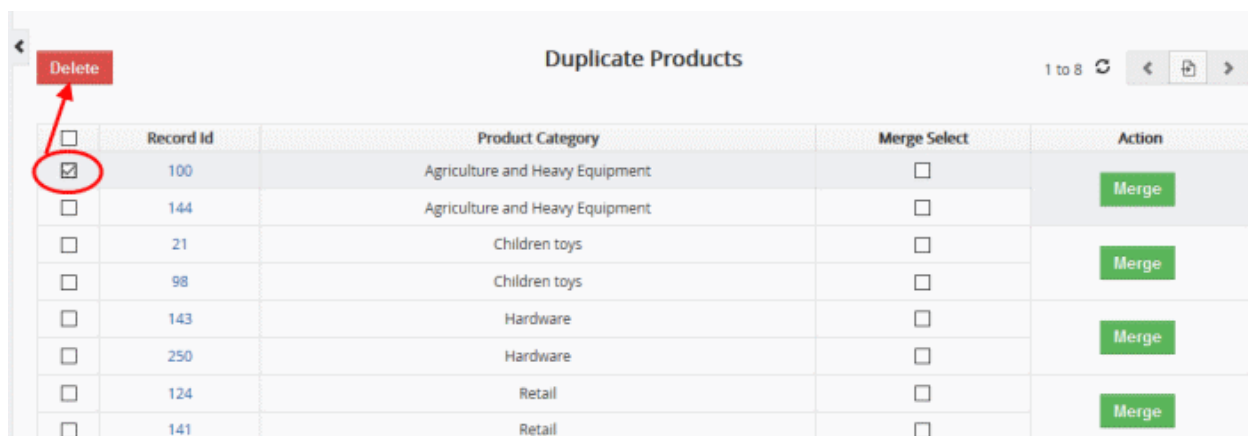 Delete
Duplicate Products
1 to 8
Record Id Product Category Merge Select Action
100 Agriculture and Heavy Equipment
Merge
144 Agriculture and Heavy Equipment
21 Children toys
Merge
98 Children toys
143 Hardware
Merge
250 Hardware
124 Retail
Merge
141 Retail